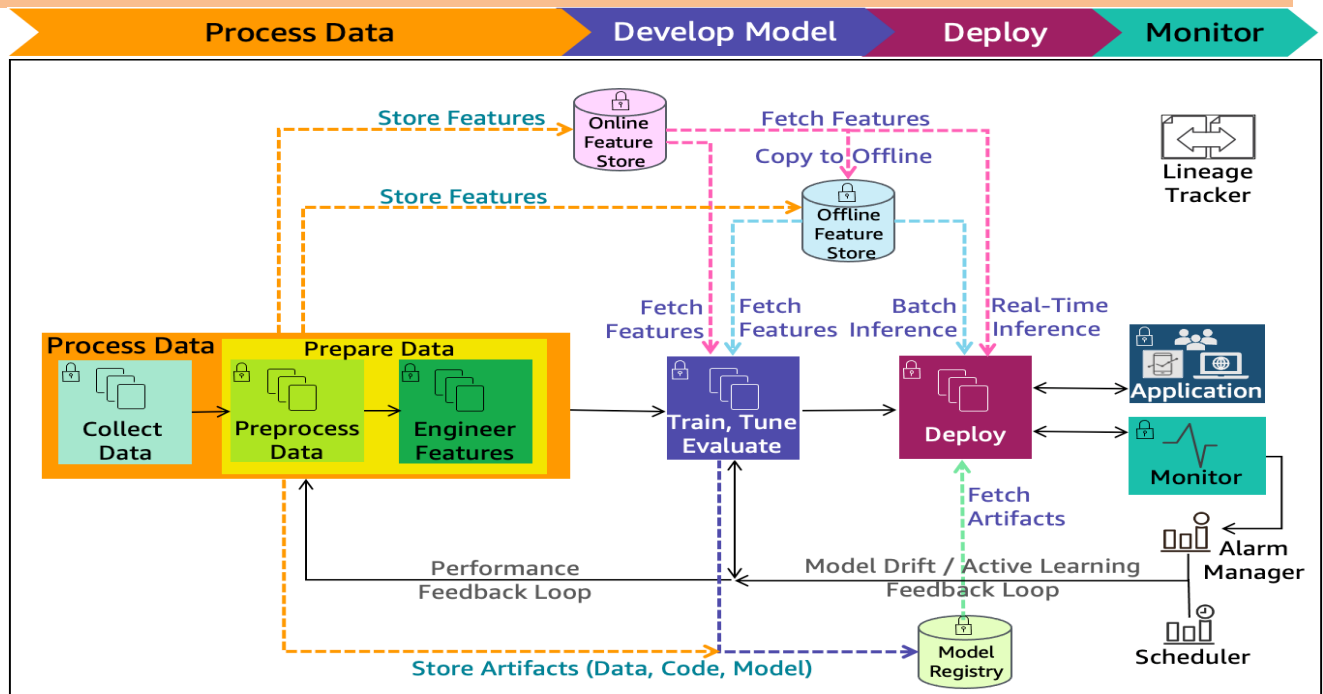 Process Data
Develop Model
Deploy
Monitor
Store Features
Online
Feature
Store
Fetch Features
Copy to Offline
Lineage
Tracker
Store Features
Offline
Feature
Store
Fetch
Features
Fetch
Features
Batch
Inference
Real-Time
Inference
Process Data
Prepare Data
Collect
Data
Preprocess
Data
Engineer
Features
Train, Tune
Evaluate
Deploy
Application
Monitor
Fetch
Artifacts
Alarm
Manager
Performance
Feedback Loop
Model Drift / Active Learning
Feedback Loop
Store Artifacts (Data, Code, Model)
Model
Registry
Scheduler